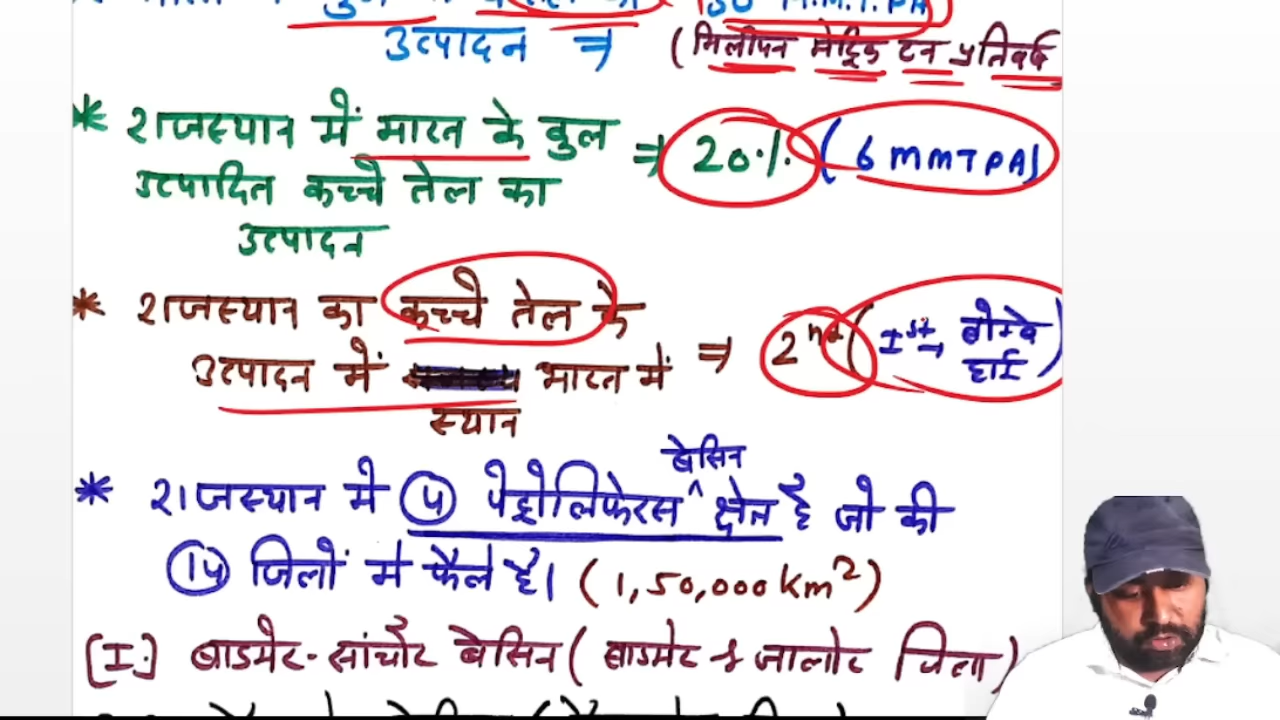 उत्पादन ⇒ (मिलीयन मेट्रिक टन प्रतिवर्ष
* राजस्थान में भारत के कुल ⇒ 20% (6 MMTPA)
उत्पादित कच्चे तेल का
उत्पादन
* राजस्थान का कच्चे तेल के
उत्पादन में भारत में ⇒ 2nd (Ist → बोम्बे हाई)
स्थान
* राजस्थान में ④ पेट्रोलिफेरस ^ बेसिन क्षेत्र है जो की
⑭ जिलों में फैले है। (1,50,000 km²)
[I.] बाडमेर-सांचौर बेसिन (बाडमेर & जालोर जिला)